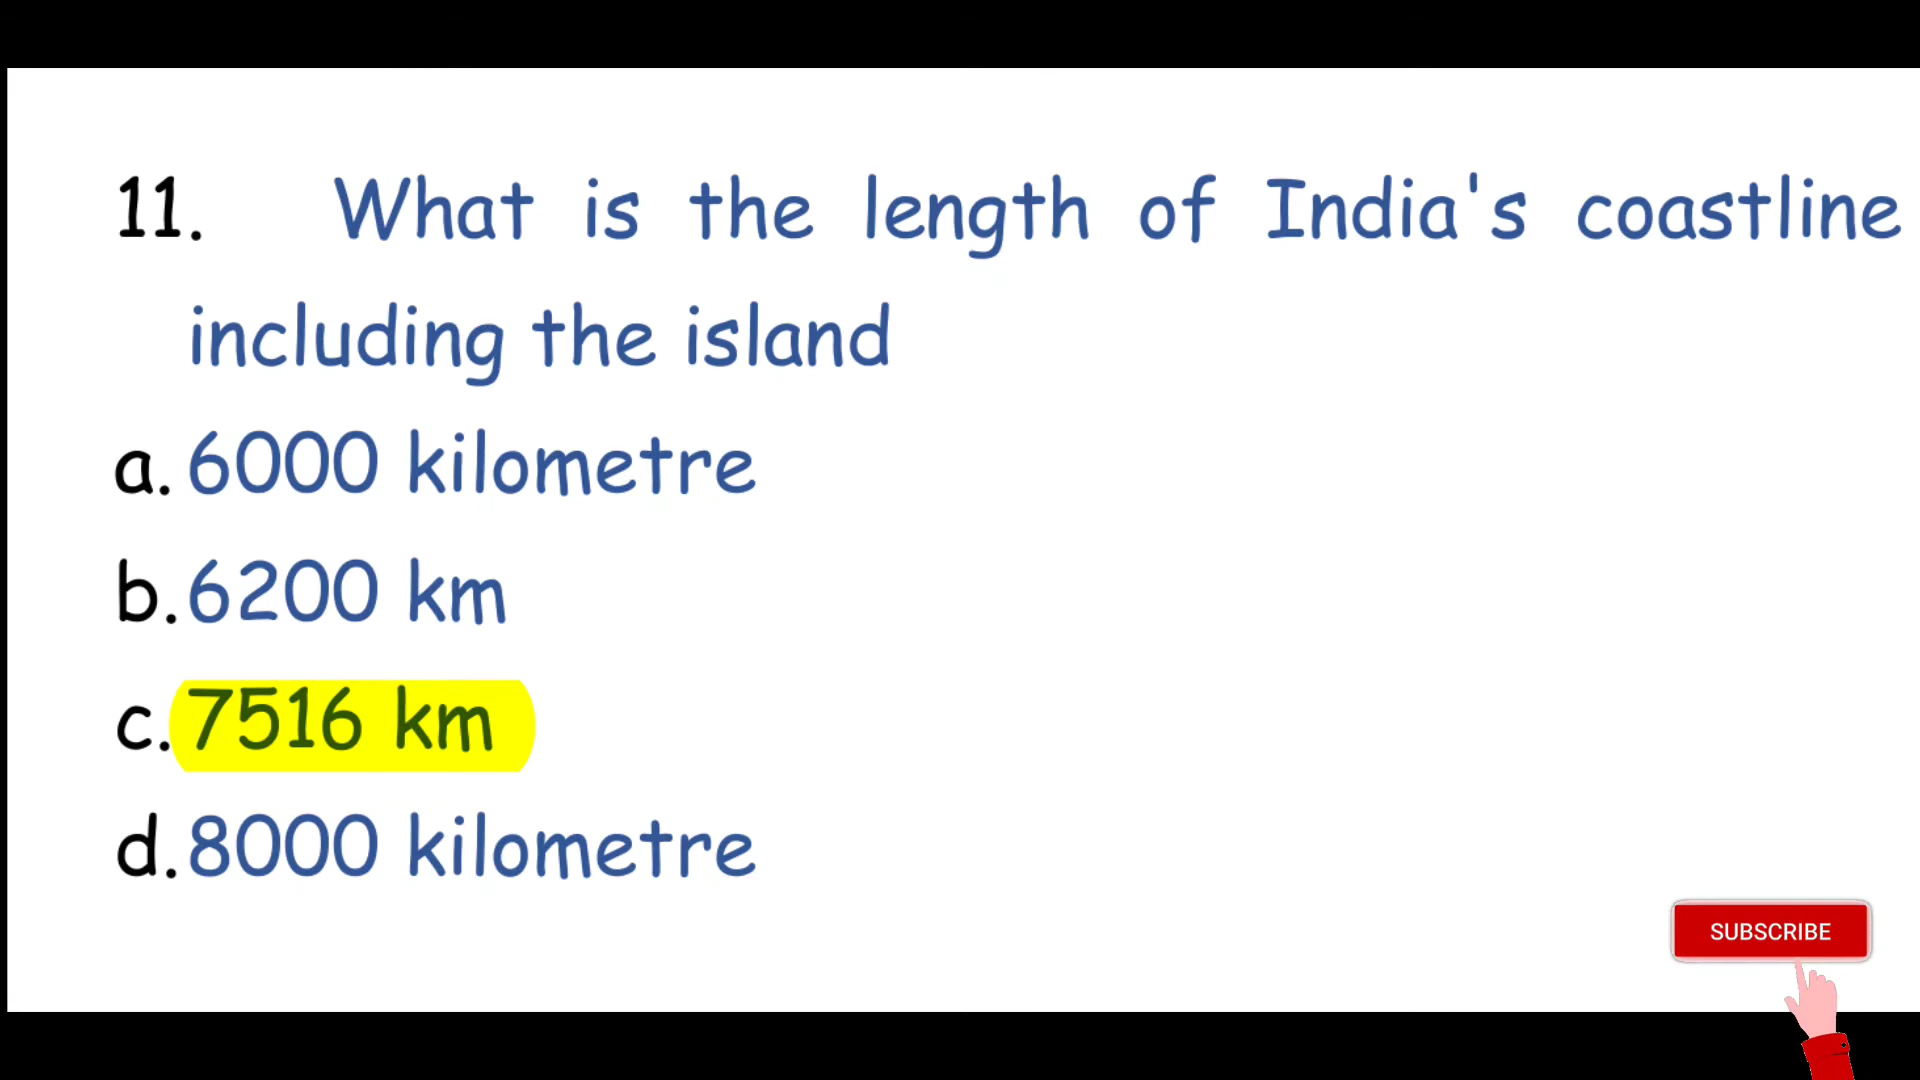 11. What is the length of India's coastline
including the island
a. 6000 kilometre
b. 6200 km
c. 7516 km
d. 8000 kilometre
SUBSCRIBE